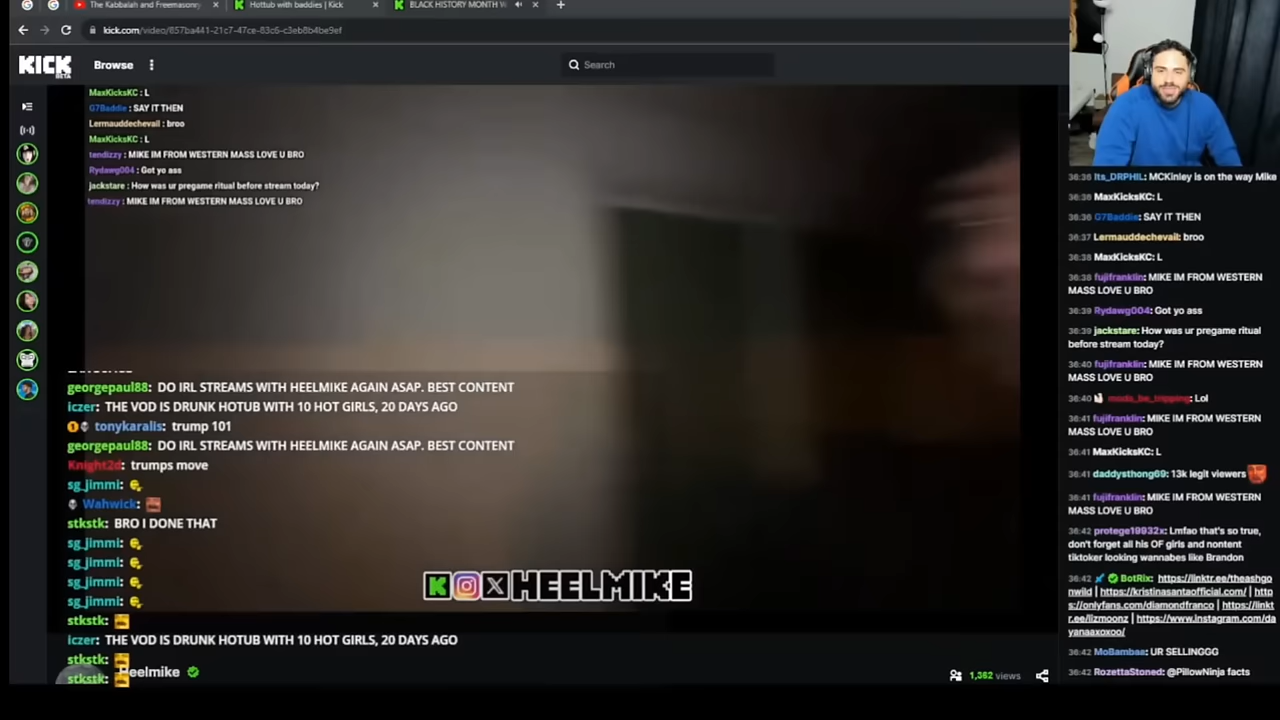 The Kabbalah and Freemasonry
Hottub with baddies | Kick
BLACK HISTORY MONTH
kick.com/video/857ba441-21c7-47ce-83c6-c3eb8b4be9ef
KICK
BETA
Browse
Search
MaxKicksKC: L
G7Baddie: SAY IT THEN
Lermauddechevail: broo
MaxKicksKC: L
tendizzy: MIKE IM FROM WESTERN MASS LOVE U BRO
Rydawg004: Got yo ass
jackstare: How was ur pregame ritual before stream today?
tendizzy: MIKE IM FROM WESTERN MASS LOVE U BRO
georgepaul88: DO IRL STREAMS WITH HEELMIKE AGAIN ASAP. BEST CONTENT
iczer: THE VOD IS DRUNK HOTUB WITH 10 HOT GIRLS, 20 DAYS AGO
tonykaralis: trump 101
georgepaul88: DO IRL STREAMS WITH HEELMIKE AGAIN ASAP. BEST CONTENT
Knight2d: trumps move
sg_jimmi:
Wahwick:
stkstk: BRO I DONE THAT
sg_jimmi:
sg_jimmi:
sg_jimmi:
sg_jimmi:
stkstk:
iczer: THE VOD IS DRUNK HOTUB WITH 10 HOT GIRLS, 20 DAYS AGO
stkstk:
stkstk:
K X HEELMIKE
Heelmike
1,362 views
36:36 Its_DRPHIL: MCKinley is on the way Mike
36:36 MaxKicksKC: L
36:36 G7Baddie: SAY IT THEN
36:37 Lermauddechevail: broo
36:38 MaxKicksKC: L
36:38 fujifranklin: MIKE IM FROM WESTERN
MASS LOVE U BRO
36:39 Rydawg004: Got yo ass
36:39 jackstare: How was ur pregame ritual
before stream today?
36:40 fujifranklin: MIKE IM FROM WESTERN
MASS LOVE U BRO
36:40 mods_be_tripping: Lol
36:41 fujifranklin: MIKE IM FROM WESTERN
MASS LOVE U BRO
36:41 MaxKicksKC: L
36:41 daddysthong69: 13k legit viewers
36:41 fujifranklin: MIKE IM FROM WESTERN
MASS LOVE U BRO
36:42 protege19932x: Lmfao that's so true,
don't forget all his OF girls and nontent
tiktoker looking wannabes like Brandon
36:42 BotRix: https://linktr.ee/theashgo
nwild | https://kristinasantaofficial.com/ | http
s://onlyfans.com/diamondfranco | https://linkt
r.ee/lizmoonz | https://www.instagram.com/da
yanaaxoxoo/
36:42 MoBambaa: UR SELLINGGG
36:42 RozettaStoned: @PillowNinja facts